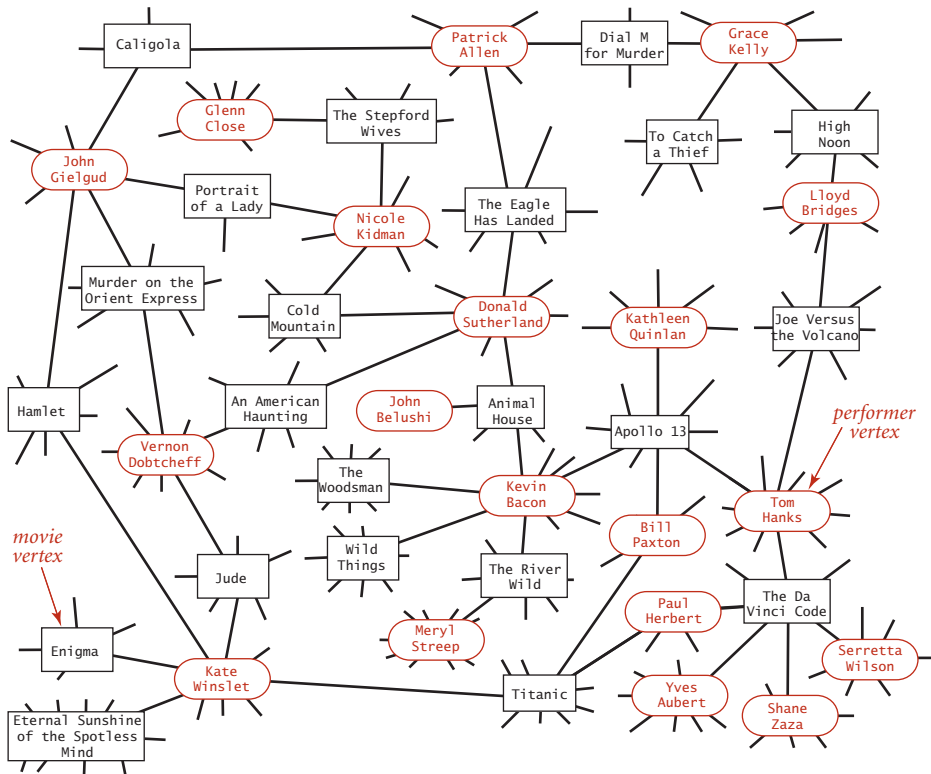 Caligola
Patrick
Allen
Dial M
for Murder
Grace
Kelly
Glenn
Close
The Stepford
Wives
To Catch
a Thief
High
Noon
John
Gielgud
Portrait
of a Lady
Nicole
Kidman
The Eagle
Has Landed
Lloyd
Bridges
Murder on the
Orient Express
Cold
Mountain
Donald
Sutherland
Kathleen
Quinlan
Joe Versus
the Volcano
Hamlet
An American
Haunting
John
Belushi
Animal
House
Apollo 13
performer
vertex
Vernon
Dobtcheff
The
Woodsman
Kevin
Bacon
Tom
Hanks
movie
vertex
Jude
Wild
Things
The River
Wild
Bill
Paxton
The Da
Vinci Code
Paul
Herbert
Enigma
Meryl
Streep
Serretta
Wilson
Kate
Winslet
Titanic
Yves
Aubert
Shane
Zaza
Eternal Sunshine
of the Spotless
Mind